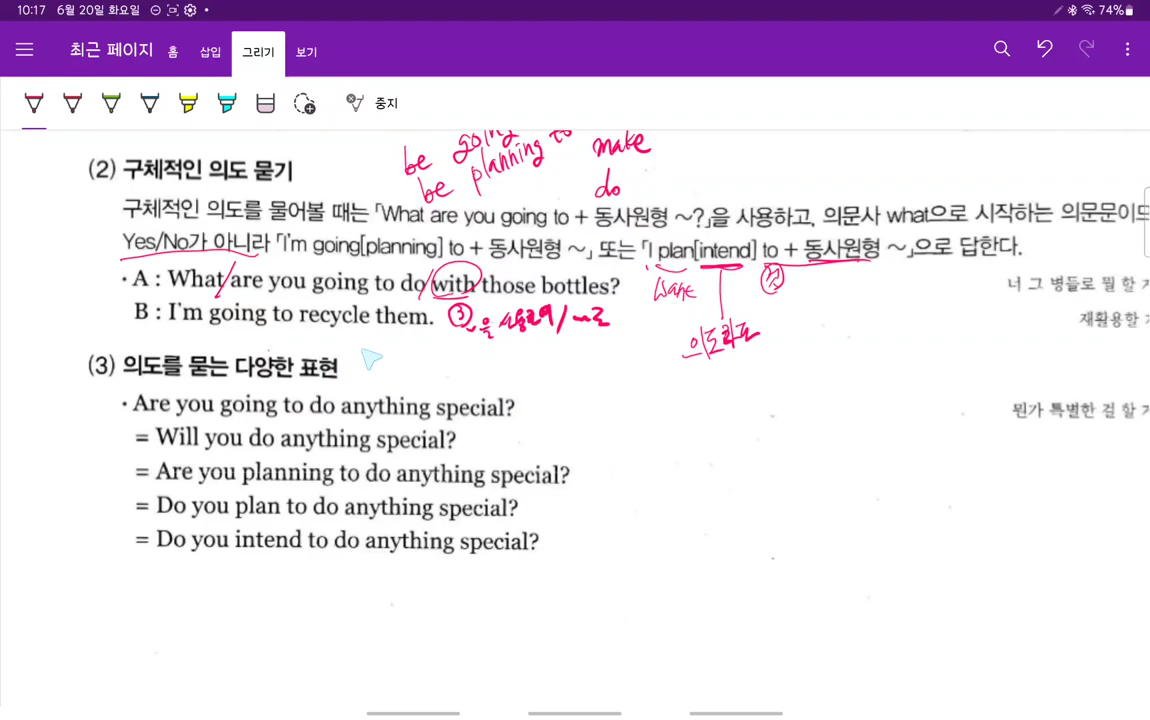 10:17 6월 20일 화요일 74%
최근 페이지 홈 삽입 그리기 보기
중지
be going to make
be planning do
(2) 구체적인 의도 묻기
구체적인 의도를 물어볼 때는 「What are you going to + 동사원형 ~?」을 사용하고, 의문사 what으로 시작하는 의문문이므
Yes/No가 아니라 「I'm going[planning] to + 동사원형 ~」 또는 「I plan[intend] to + 동사원형 ~」으로 답한다.
· A : What are you going to do with those bottles? 너 그 병들로 뭘 할
want
B : I'm going to recycle them. 재활용할
③ 을 사용하여 / ~로
의도하다
(3) 의도를 묻는 다양한 표현
· Are you going to do anything special? 뭔가 특별한 걸 할
= Will you do anything special?
= Are you planning to do anything special?
= Do you plan to do anything special?
= Do you intend to do anything special?